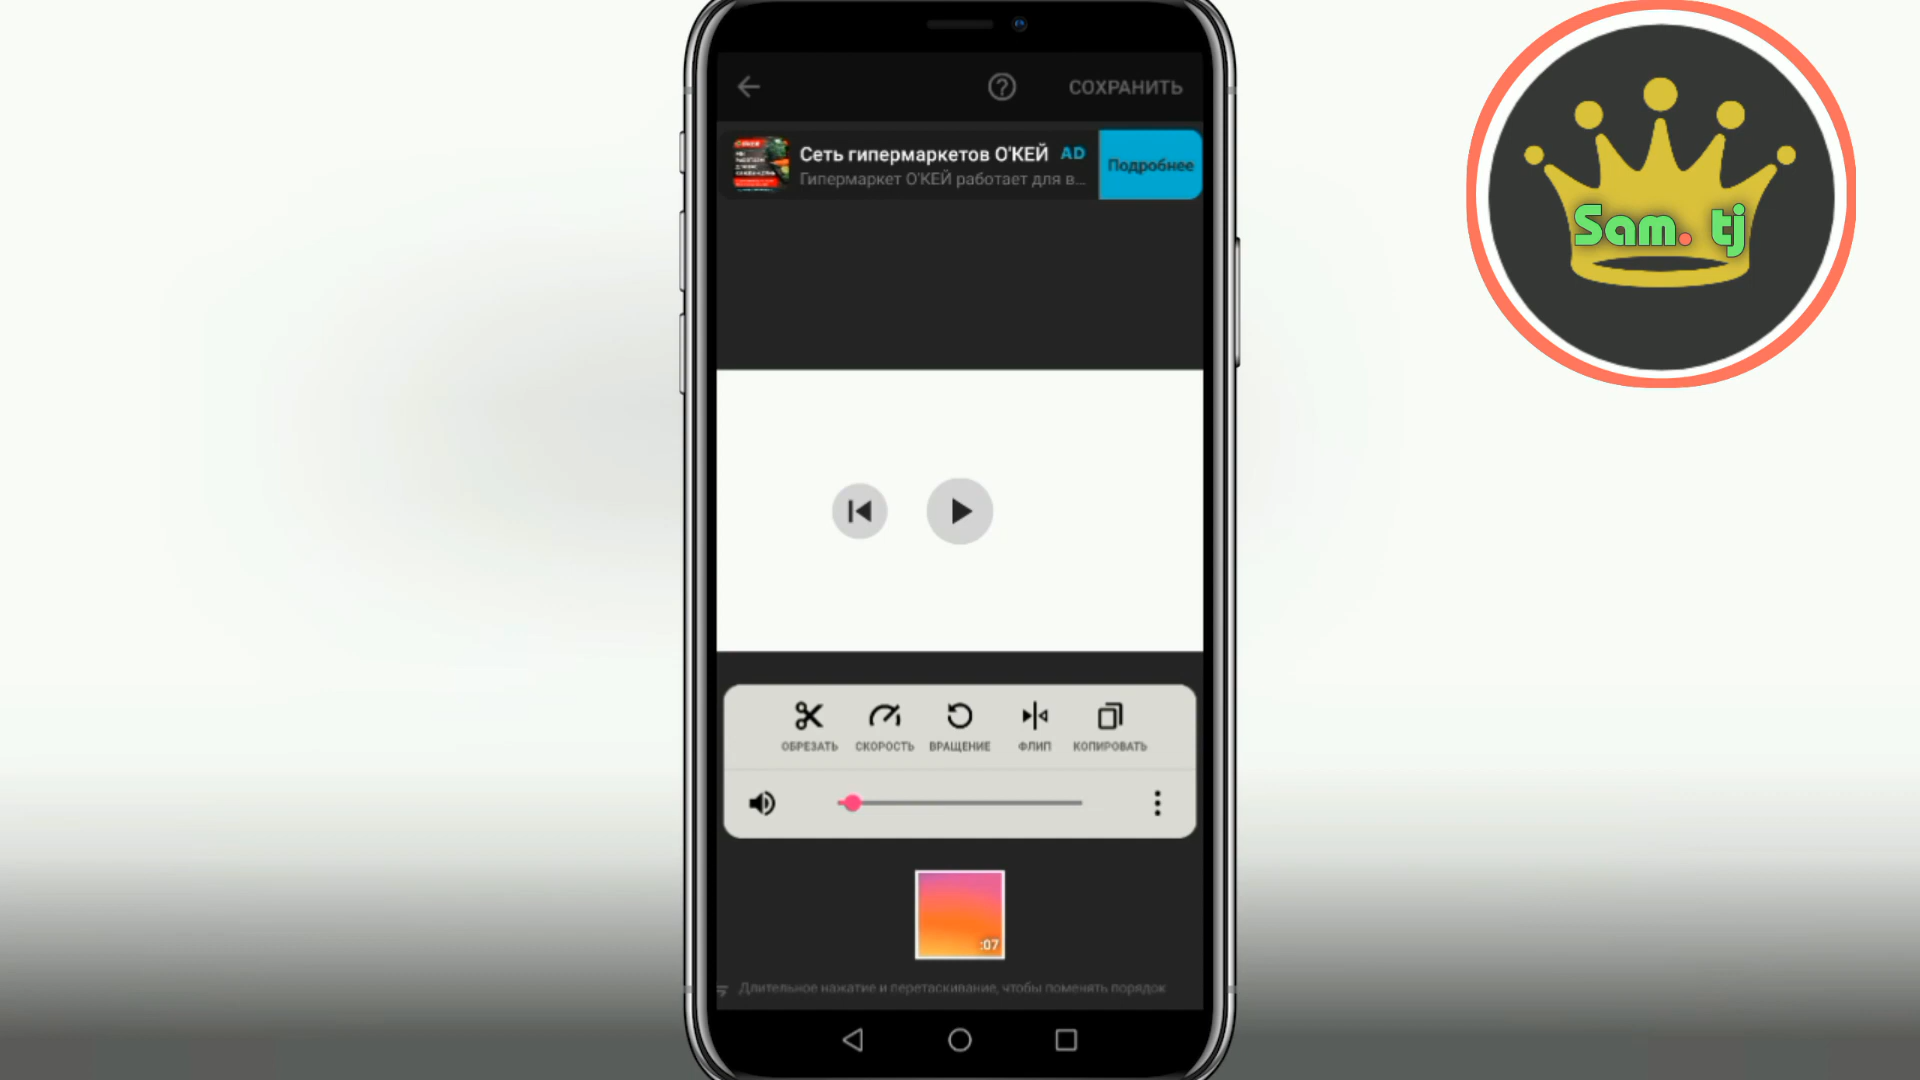 СОХРАНИТЬ
Сеть гипермаркетов О'КЕЙ AD
Гипермаркет О'КЕЙ работает для в...
Подробнее
Sam. tj
ОБРЕЗАТЬ СКОРОСТЬ ВРАЩЕНИЕ ФЛИП КОПИРОВАТЬ
:07
Длительное нажатие и перетаскивание, чтобы поменять порядок